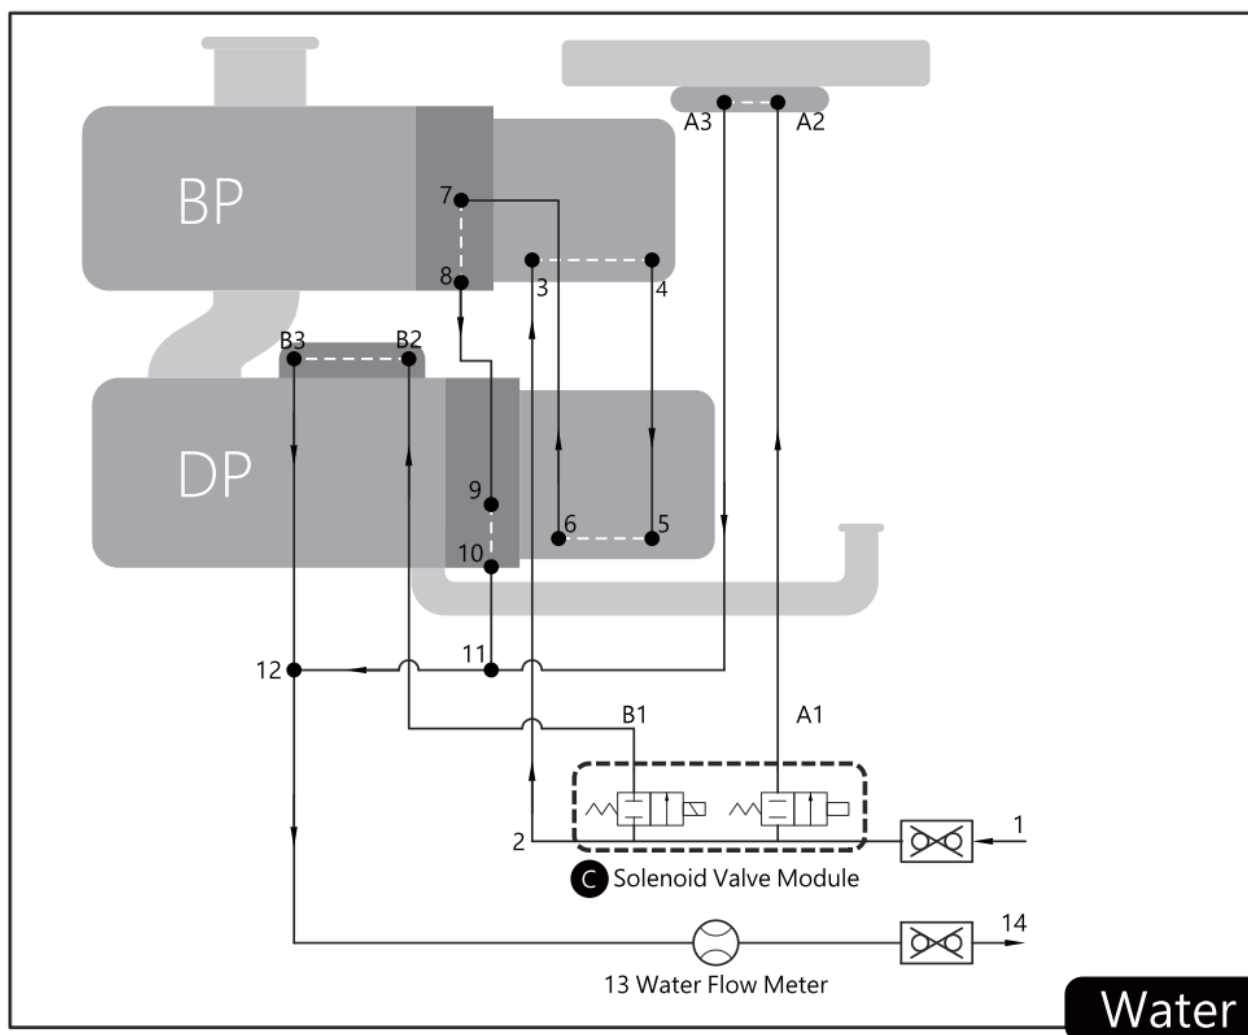 A3
A2
BP
7
8
3
4
B3
B2
DP
9
6
5
10
12
11
B1
A1
2
1
C Solenoid Valve Module
14
13 Water Flow Meter
Water